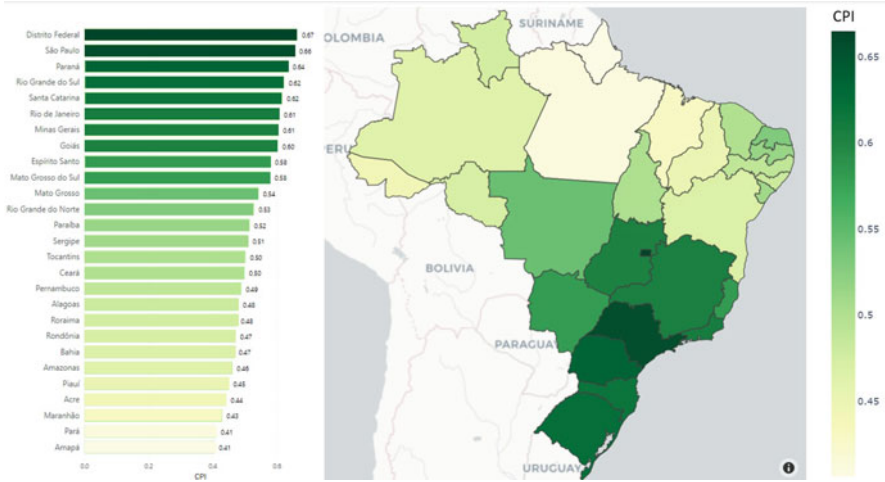 Distrito Federal 0.67
São Paulo 0.66
Paraná 0.64
Rio Grande do Sul 0.62
Santa Catarina 0.62
Rio de Janeiro 0.61
Minas Gerais 0.61
Goiás 0.60
Espírito Santo 0.58
Mato Grosso do Sul 0.58
Mato Grosso 0.54
Rio Grande do Norte 0.53
Paraíba 0.52
Sergipe 0.51
Tocantins 0.50
Ceará 0.50
Pernambuco 0.49
Alagoas 0.48
Roraima 0.48
Rondônia 0.47
Bahia 0.47
Amazonas 0.46
Piauí 0.45
Acre 0.44
Maranhão 0.43
Pará 0.41
Amapá 0.41
0.0 0.2 0.4 0.6
CPI
SURINAME
OLOMBIA
PERU
BOLIVIA
PARAGUA
URUGUAY
i
CPI
0.65
0.6
0.55
0.5
0.45